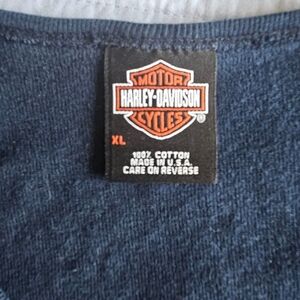 MOTOR
HARLEY-DAVIDSON
CYCLES
®
XL
100% COTTON
MADE IN U.S.A.
CARE ON REVERSE